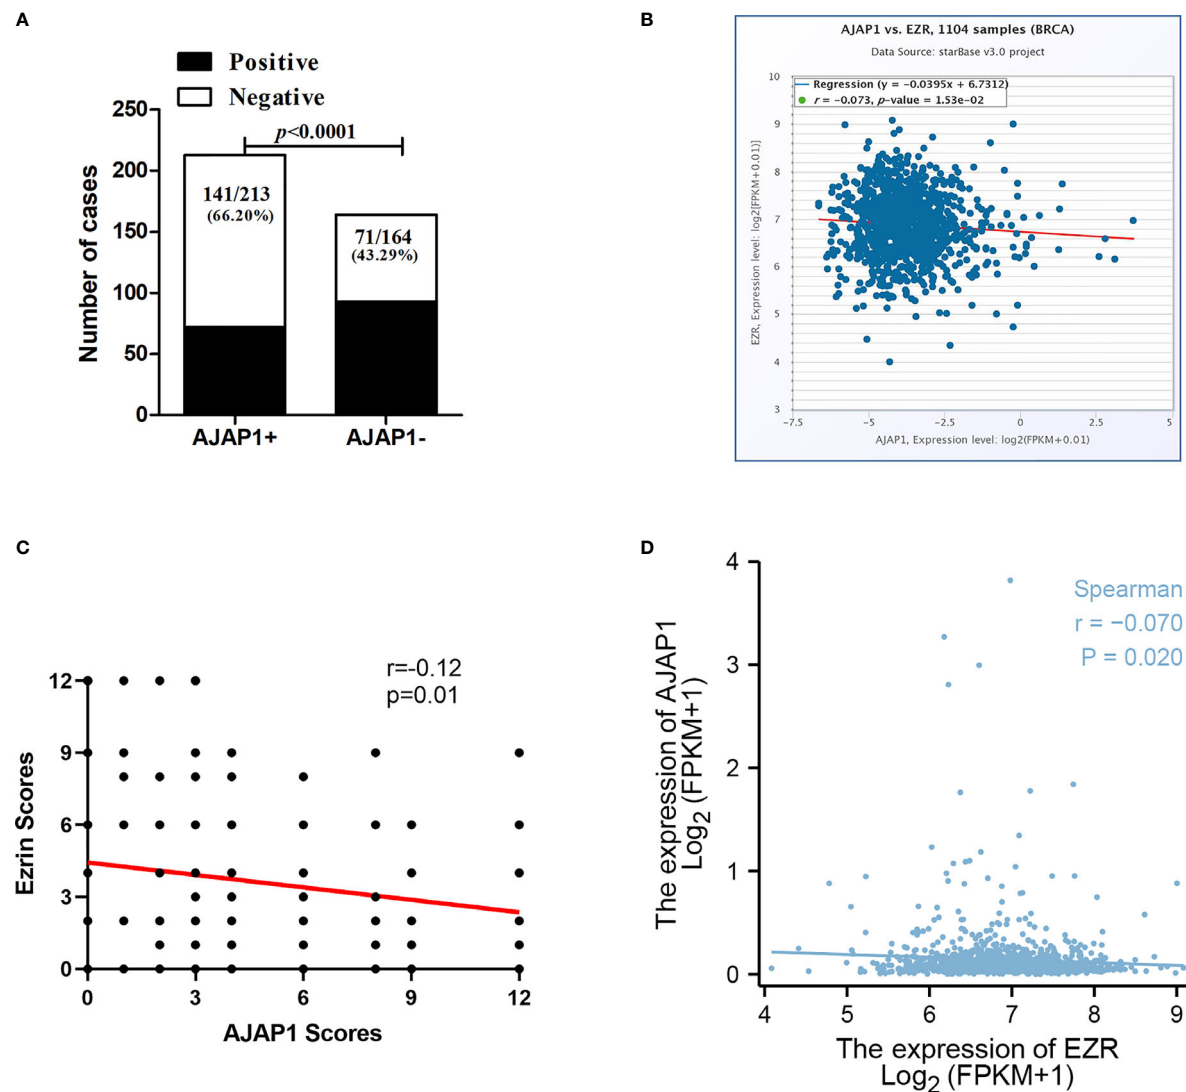 A
Positive
Negative
p<0.0001
250
200
150
100
50
0
141/213
(66.20%)
71/164
(43.29%)
Number of cases
AJAP1+
AJAP1-
B
AJAP1 vs. EZR, 1104 samples (BRCA)
Data Source: starBase v3.0 project
Regression (y = −0.0395x + 6.7312)
r = −0.073, p-value = 1.53e−02
10
9
8
7
6
5
4
3
EZR, Expression level: log2[FPKM+0.01)]
−7.5
−5
−2.5
0
2.5
5
AJAP1, Expression level: log2(FPKM+0.01)
C
r=-0.12
p=0.01
12
9
6
3
0
Ezrin Scores
0
3
6
9
12
AJAP1 Scores
D
Spearman
r = −0.070
P = 0.020
4
3
2
1
0
The expression of AJAP1
Log2 (FPKM+1)
4
5
6
7
8
9
The expression of EZR
Log2 (FPKM+1)